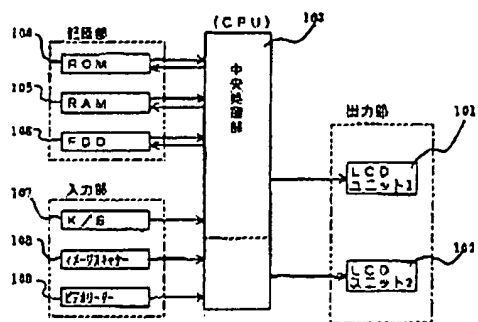 (CPU)
103
104
記憶部
ROM
105
RAM
106
FDD
中央処理部
出力部
101
LCD
ユニット1
入力部
107
K/B
108
イメージスキャナー
ビデオリーダー
LCD
ユニット2
102